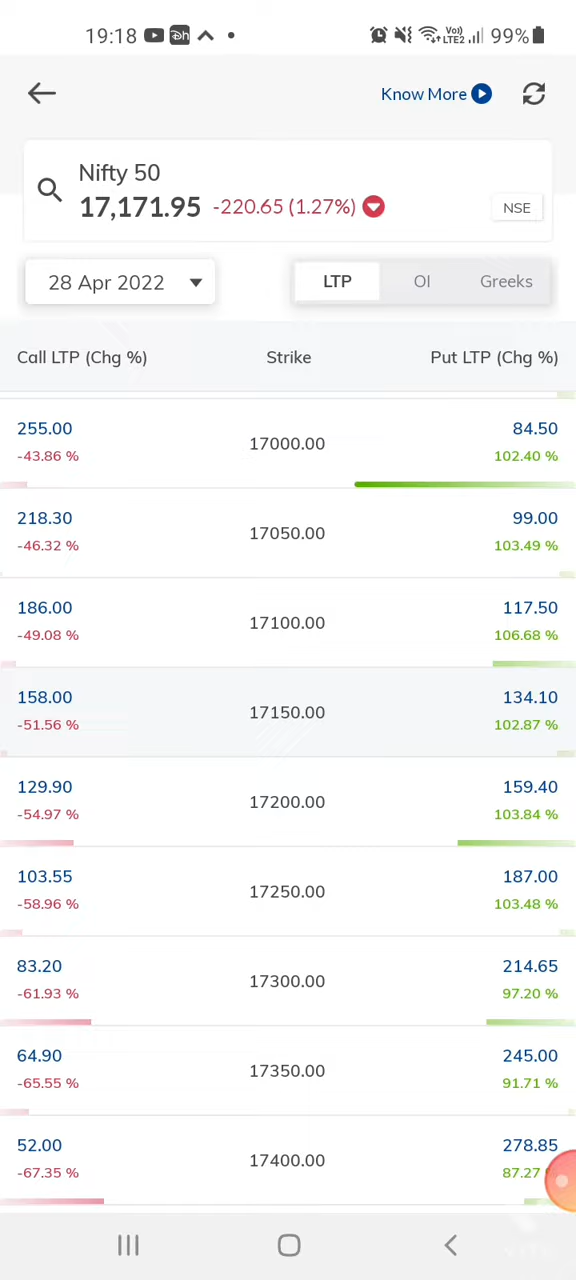 19:18 Dh Vo) LTE2 99%
Know More
Nifty 50
17,171.95 -220.65 (1.27%)
NSE
28 Apr 2022 LTP OI Greeks
Call LTP (Chg %) Strike Put LTP (Chg %)
255.00 84.50
17000.00
-43.86 % 102.40 %
218.30 99.00
17050.00
-46.32 % 103.49 %
186.00 117.50
17100.00
-49.08 % 106.68 %
158.00 134.10
17150.00
-51.56 % 102.87 %
129.90 159.40
17200.00
-54.97 % 103.84 %
103.55 187.00
17250.00
-58.96 % 103.48 %
83.20 214.65
17300.00
-61.93 % 97.20 %
64.90 245.00
17350.00
-65.55 % 91.71 %
52.00 278.85
17400.00
-67.35 % 87.27